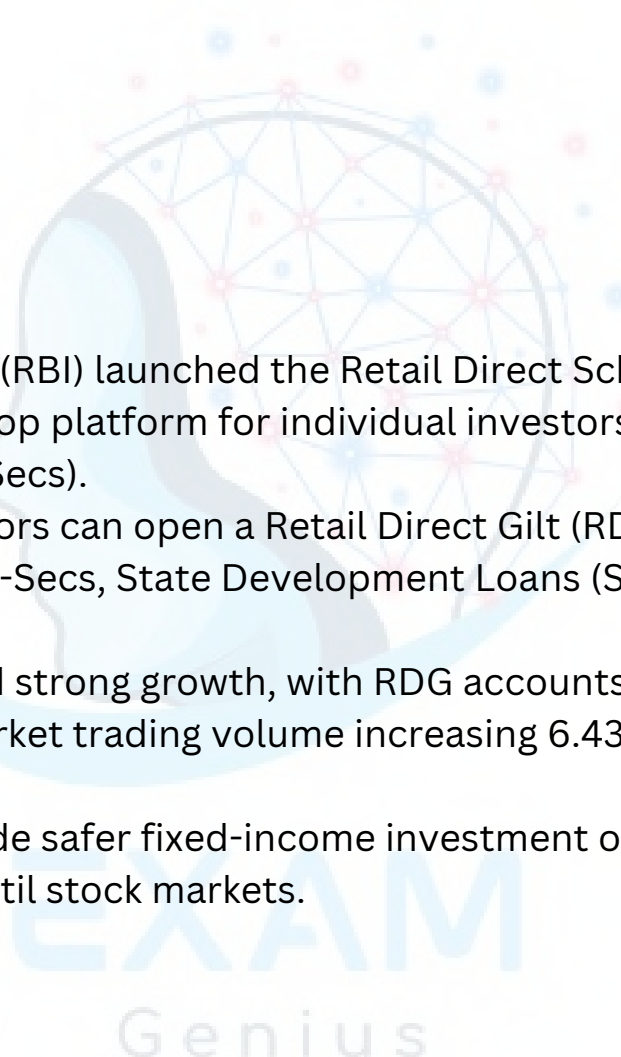 (RBI) launched the Retail Direct Sch
op platform for individual investors
Secs).
ors can open a Retail Direct Gilt (RD
-Secs, State Development Loans (S
strong growth, with RDG accounts
rket trading volume increasing 6.43
de safer fixed-income investment o
til stock markets.
EXAM
Genius